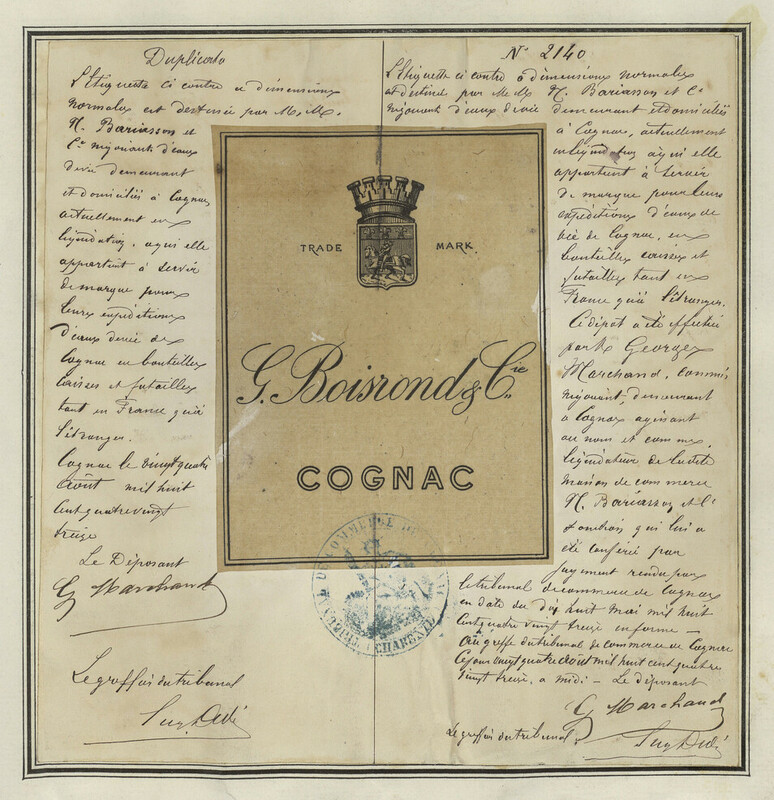 Duplicata
L'Etiquette ci contre a dimensions
normales est destinée par M. M.
H. Bariasson et
Cie négociants d'eaux
de vie demeurant
et domiciliés à Cognac
actuellement en
liquidation, a qui elle
appartient à servir
de marque pour
leurs expéditions
d'eaux de vie de
Cognac en bouteilles
caisses et futailles
tant en France qu'à
l'étranger.
Cognac le vingt quatre
Août mil huit
cent quatre vingt
treize
Le Déposant
G Marchand
Le greffier du tribunal
TRADE MARK
G. Boisrond & Cie
COGNAC
N° 2140
L'Etiquette ci contre à dimensions normales
est destinée par M. M. H. Bariasson et Cie
négociants d'eaux de vie demeurant et domiciliés
à Cognac, actuellement
en liquidation à qui elle
appartient à servir
de marque pour leurs
expéditions d'eaux de
vie de Cognac, en
bouteilles caisses et
futailles tant en
France qu'à l'étranger.
Ce dépôt a été effectué
par Mr Georges
Marchand, commis
négociant, demeurant
à Cognac agissant
au nom et comme
Liquidateur de la dite
maison de commerce
H. Bariasson et Cie
fonction qui lui a
été conférée par
jugement rendu par
le tribunal de commerce de Cognac
en date du dix huit mai mil huit
cent quatre vingt treize en forme —
Au greffe du tribunal de commerce de Cognac
Ce jour vingt quatre Août mil huit cent quatre
vingt treize, a midi — Le déposant
G Marchand
Le greffier du tribunal